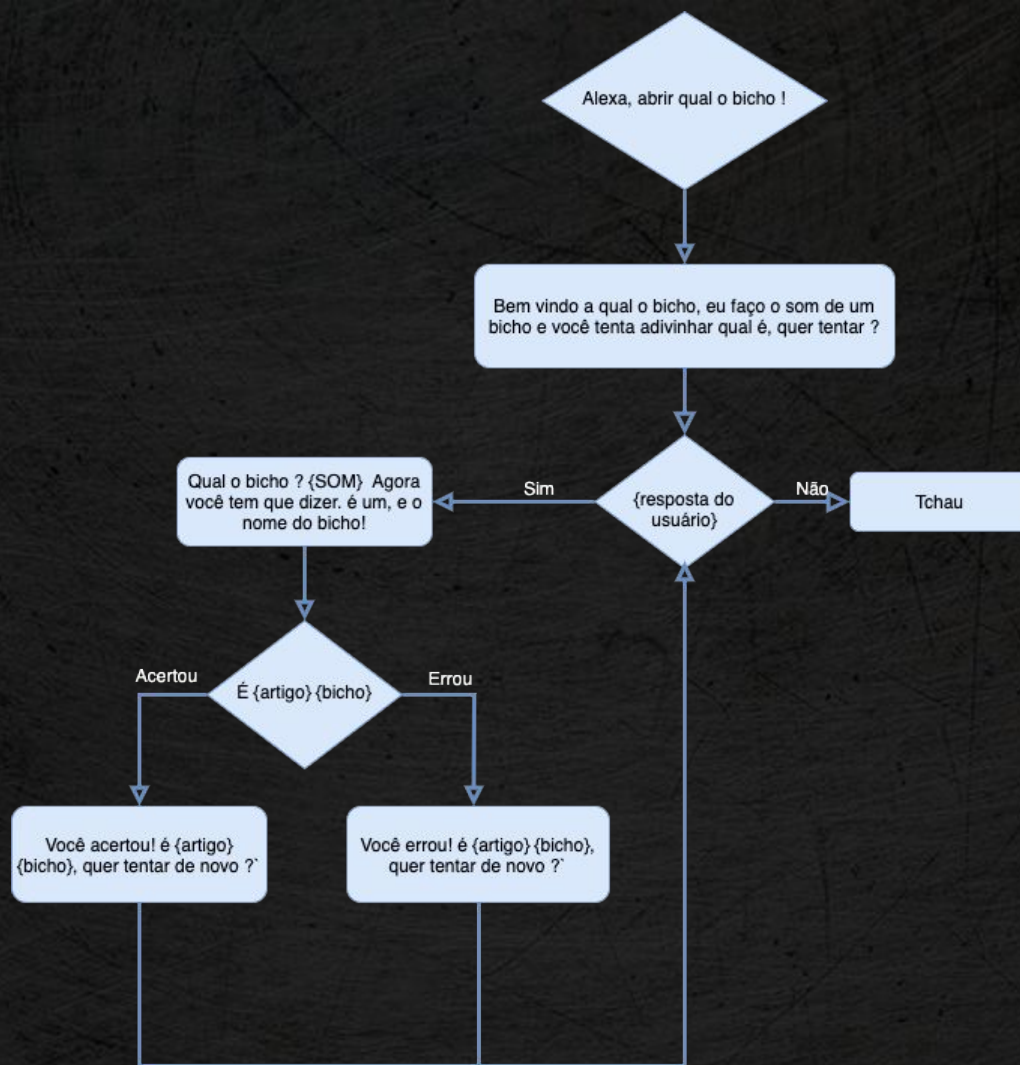 Alexa, abrir qual o bicho !
Bem vindo a qual o bicho, eu faço o som de um
bicho e você tenta adivinhar qual é, quer tentar ?
Qual o bicho ? {SOM} Agora
você tem que dizer. é um, e o
nome do bicho!
Sim
{resposta do
usuário}
Não
Tchau
Acertou
É {artigo} {bicho}
Errou
Você acertou! é {artigo}
{bicho}, quer tentar de novo ?`
Você errou! é {artigo} {bicho},
quer tentar de novo ?`